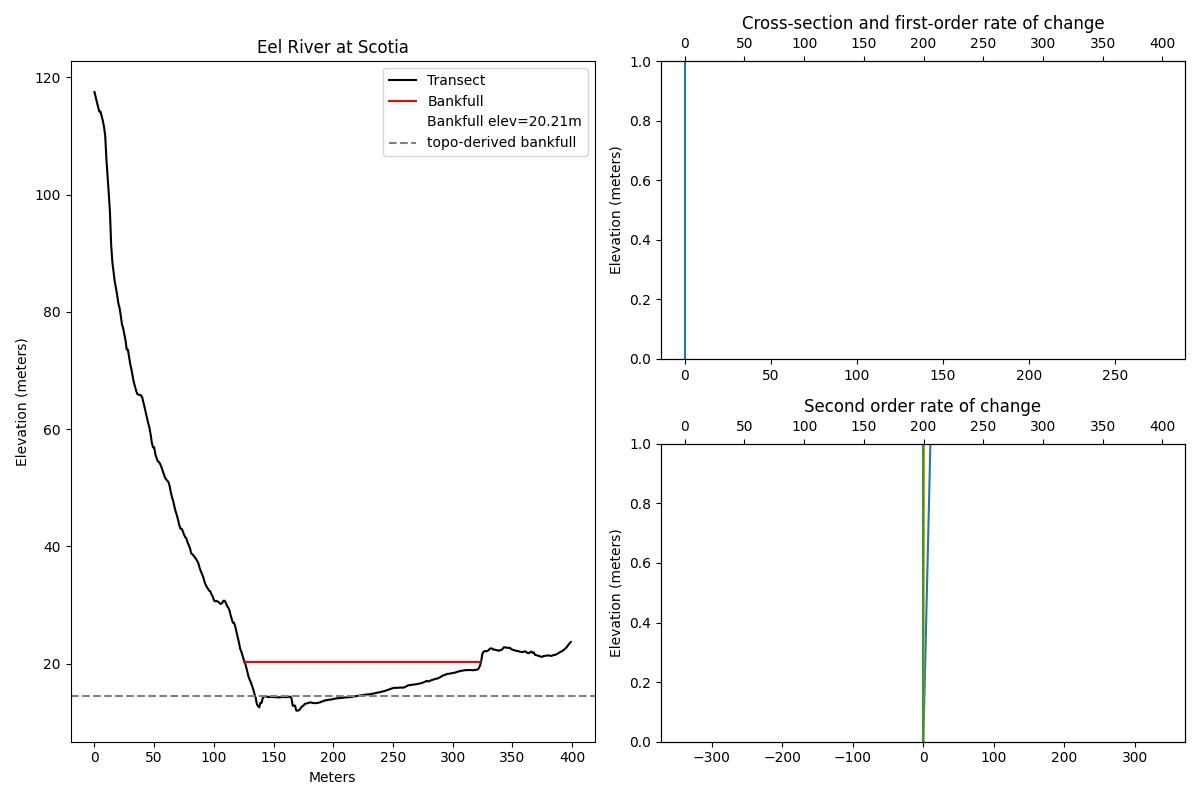 Eel River at Scotia
120
100
80
60
40
20
Elevation (meters)
0 50 100 150 200 250 300 350 400
Meters
Transect
Bankfull
Bankfull elev=20.21m
topo-derived bankfull
Cross-section and first-order rate of change
0 50 100 150 200 250 300 350 400
1.0
0.8
0.6
0.4
0.2
0.0
Elevation (meters)
0 50 100 150 200 250
Second order rate of change
0 50 100 150 200 250 300 350 400
1.0
0.8
0.6
0.4
0.2
0.0
Elevation (meters)
−300 −200 −100 0 100 200 300